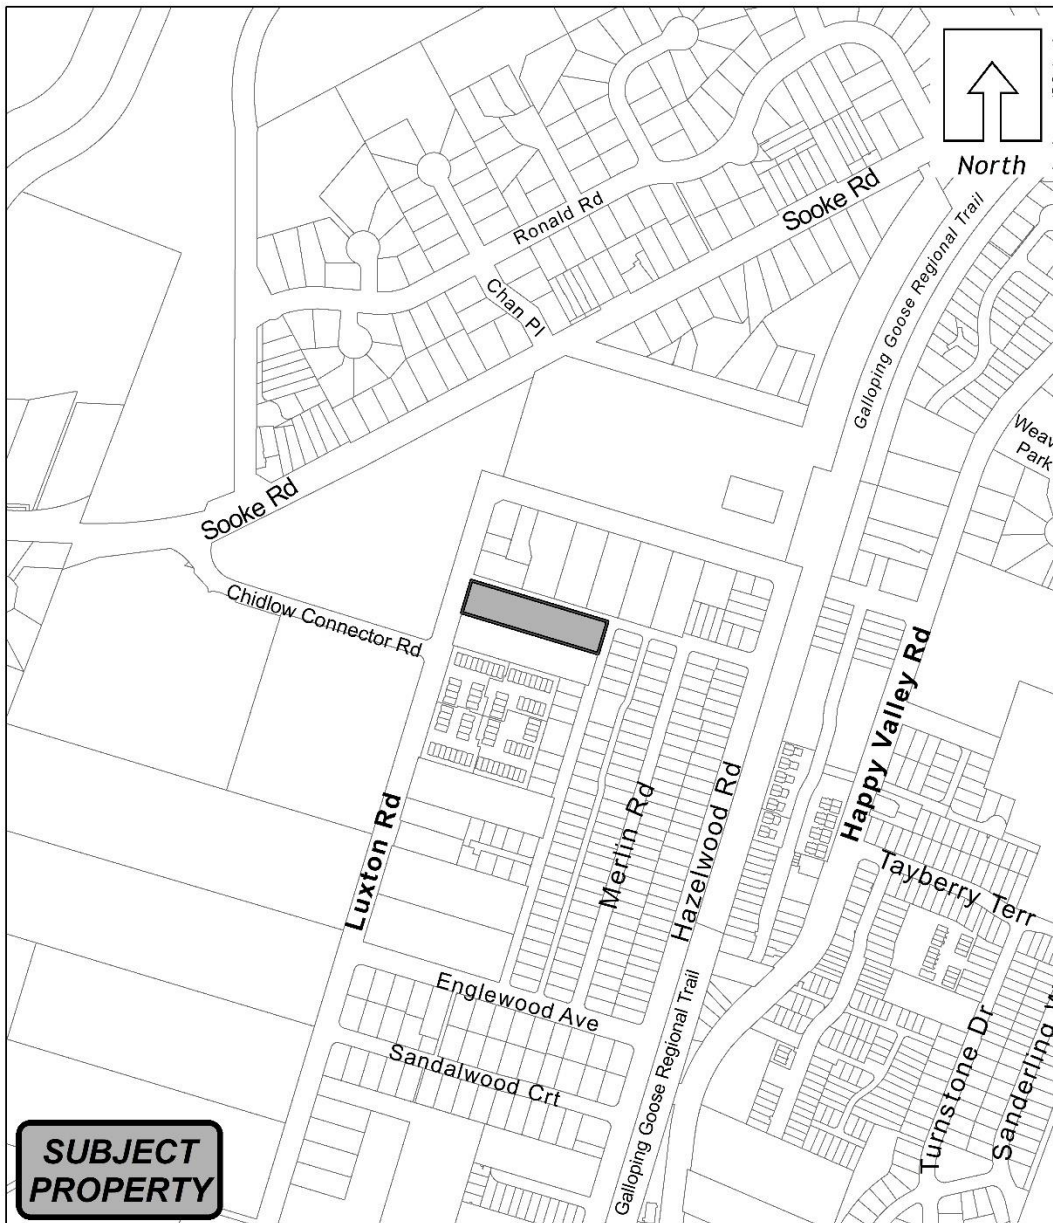 North
Sooke Rd
Ronald Rd
Galloping Goose Regional Trail
Chan Pl
Park
Sooke Rd
Chidlow Connector Rd
Happy Valley Rd
Luxton Rd
Merlin Rd
Hazelwood Rd
Tayberry Terr
Englewood Ave
Galloping Goose Regional Trail
Sandalwood Crt
Turnstone Dr
Sanderling
SUBJECT
PROPERTY